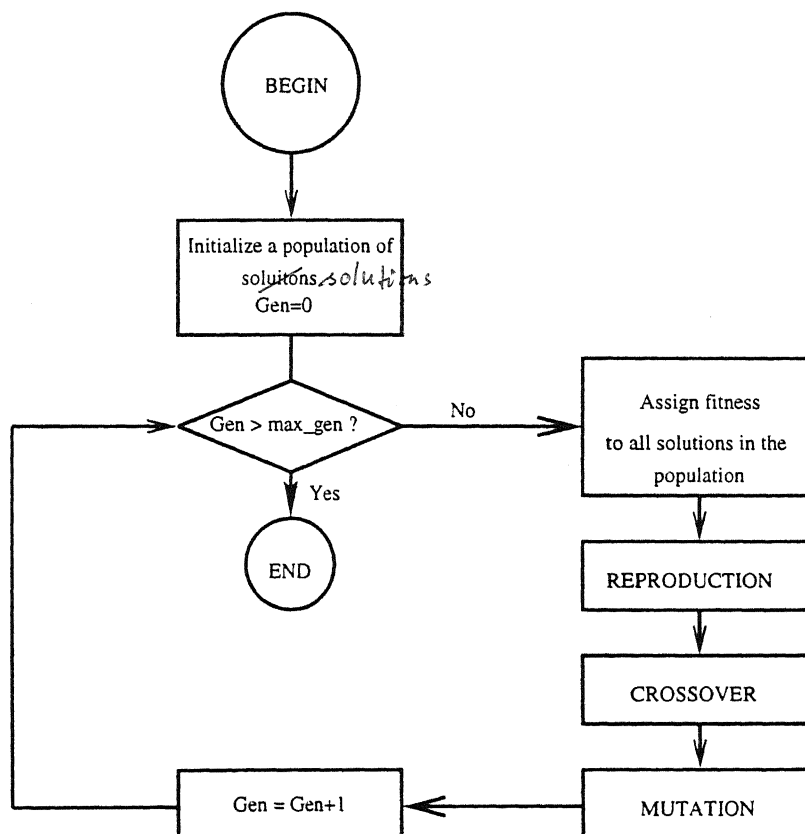 BEGIN
Initialize a population of
soluitons solutions
Gen=0
Gen > max_gen ?
No
Yes
END
Assign fitness
to all solutions in the
population
REPRODUCTION
CROSSOVER
MUTATION
Gen = Gen+1